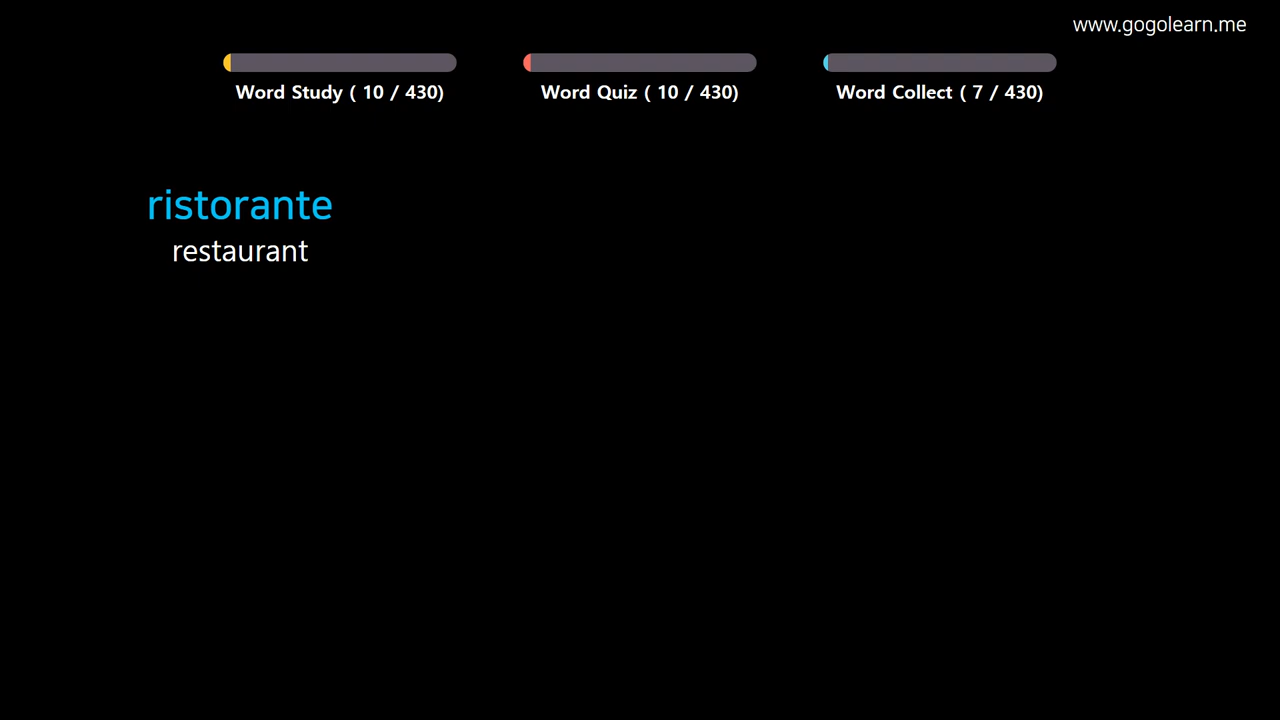 www.gogolearn.me
Word Study ( 10 / 430)
Word Quiz ( 10 / 430)
Word Collect ( 7 / 430)
ristorante
restaurant